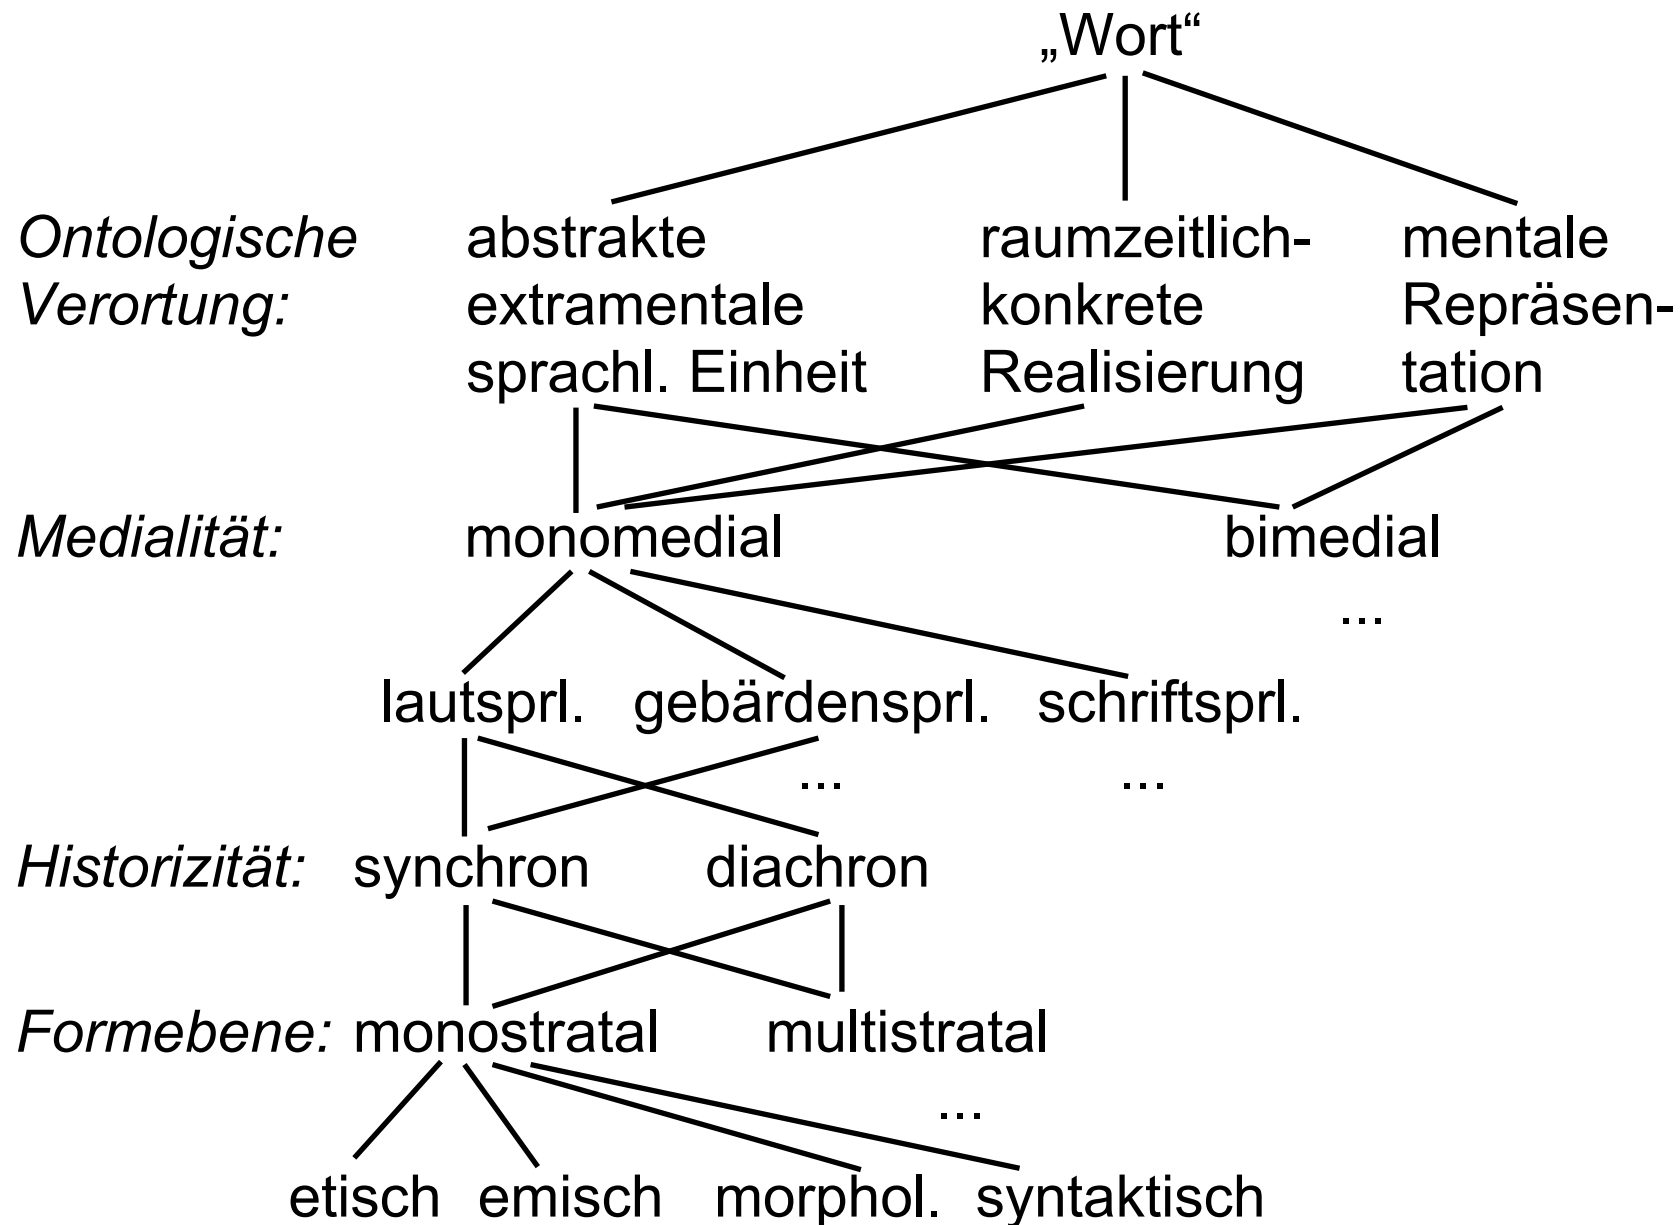 „Wort“
Ontologische abstrakte raumzeitlich- mentale
Verortung: extramentale konkrete Repräsen-
sprachl. Einheit Realisierung tation
Medialität: monomedial bimedial
...
lautsprl. gebärdensprl. schriftsprl.
... ...
Historizität: synchron diachron
Formebene: monostratal multistratal
...
etisch emisch morphol. syntaktisch